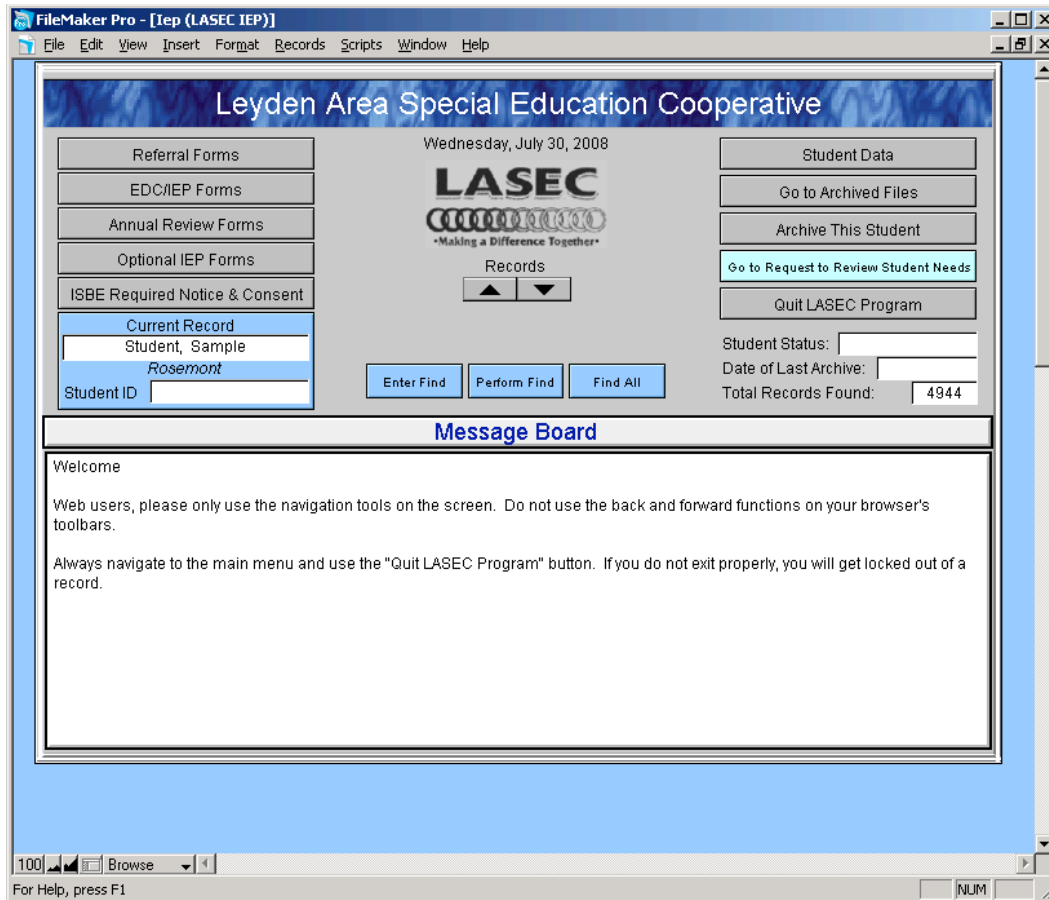 FileMaker Pro - [Iep (LASEC IEP)]
File Edit View Insert Format Records Scripts Window Help
Leyden Area Special Education Cooperative
Referral Forms
EDC/IEP Forms
Annual Review Forms
Optional IEP Forms
ISBE Required Notice & Consent
Current Record
Student, Sample
Rosemont
Student ID
Wednesday, July 30, 2008
LASEC
•Making a Difference Together•
Records
Enter Find Perform Find Find All
Student Data
Go to Archived Files
Archive This Student
Go to Request to Review Student Needs
Quit LASEC Program
Student Status:
Date of Last Archive:
Total Records Found: 4944
Message Board
Welcome
Web users, please only use the navigation tools on the screen. Do not use the back and forward functions on your browser's
toolbars.
Always navigate to the main menu and use the "Quit LASEC Program" button. If you do not exit properly, you will get locked out of a
record.
100 Browse
For Help, press F1 NUM